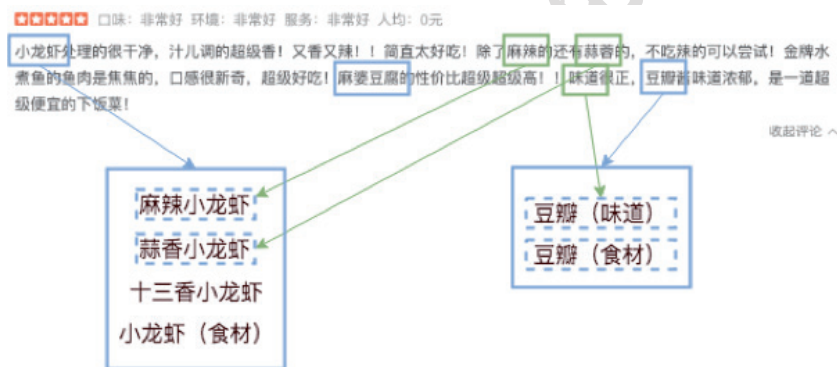 口味：非常好 环境：非常好 服务：非常好 人均：0元
小龙虾处理的很干净，汁儿调的超级香！又香又辣！！简直太好吃！除了麻辣的还有蒜蓉的，不吃辣的可以尝试！金牌水
煮鱼的鱼肉是焦焦的，口感很新奇，超级好吃！麻婆豆腐的性价比超级超级高！！味道很正，豆瓣酱味道浓郁，是一道超
级便宜的下饭菜！
收起评论
麻辣小龙虾
蒜香小龙虾
十三香小龙虾
小龙虾（食材）
豆瓣（味道）
豆瓣（食材）